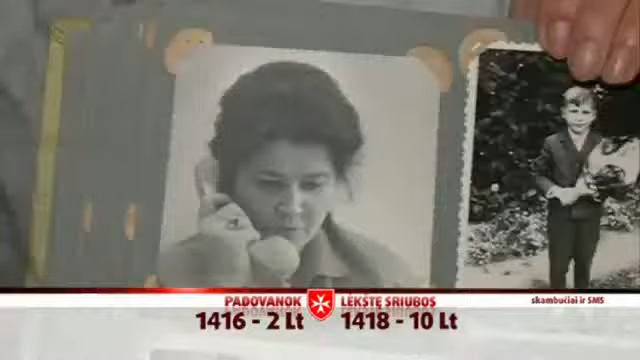 PADOVANOK LĖKŠTĘ SRIUBOS
1416 - 2 Lt 1418 - 10 Lt
skambučiai ir SMS